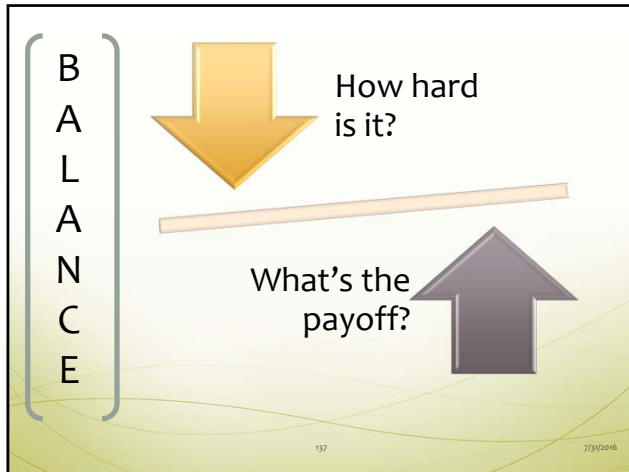 B
A
L
A
N
C
E
How hard
is it?
What's the
payoff?
137
7/31/2016